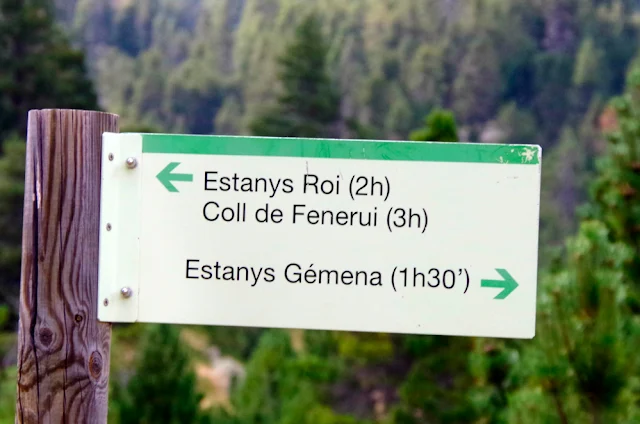 Estanys Roi (2h)
Coll de Fenerui (3h)
Estanys Gémena (1h30’)